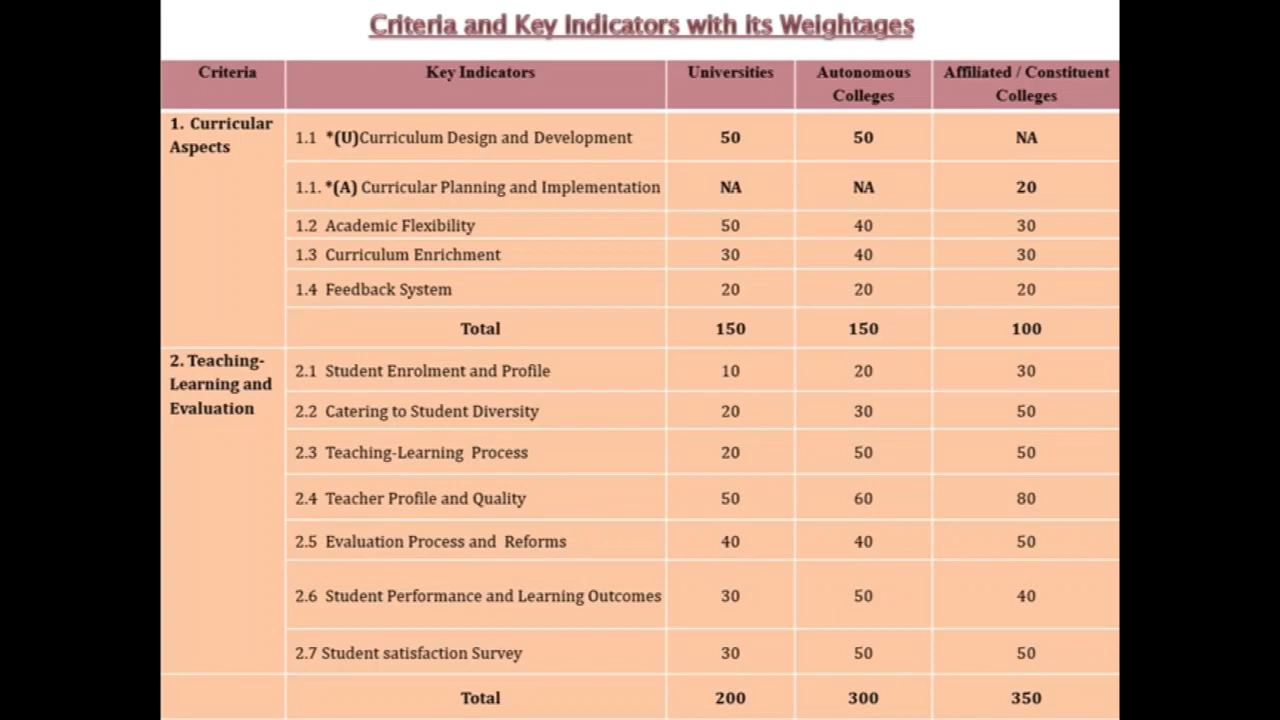 Criteria and Key Indicators with its Weightages
Criteria Key Indicators Universities Autonomous Colleges Affiliated / Constituent Colleges
1. Curricular Aspects 1.1 *(U)Curriculum Design and Development 50 50 NA
1.1. *(A) Curricular Planning and Implementation NA NA 20
1.2 Academic Flexibility 50 40 30
1.3 Curriculum Enrichment 30 40 30
1.4 Feedback System 20 20 20
Total 150 150 100
2. Teaching-Learning and Evaluation 2.1 Student Enrolment and Profile 10 20 30
2.2 Catering to Student Diversity 20 30 50
2.3 Teaching-Learning Process 20 50 50
2.4 Teacher Profile and Quality 50 60 80
2.5 Evaluation Process and Reforms 40 40 50
2.6 Student Performance and Learning Outcomes 30 50 40
2.7 Student satisfaction Survey 30 50 50
Total 200 300 350